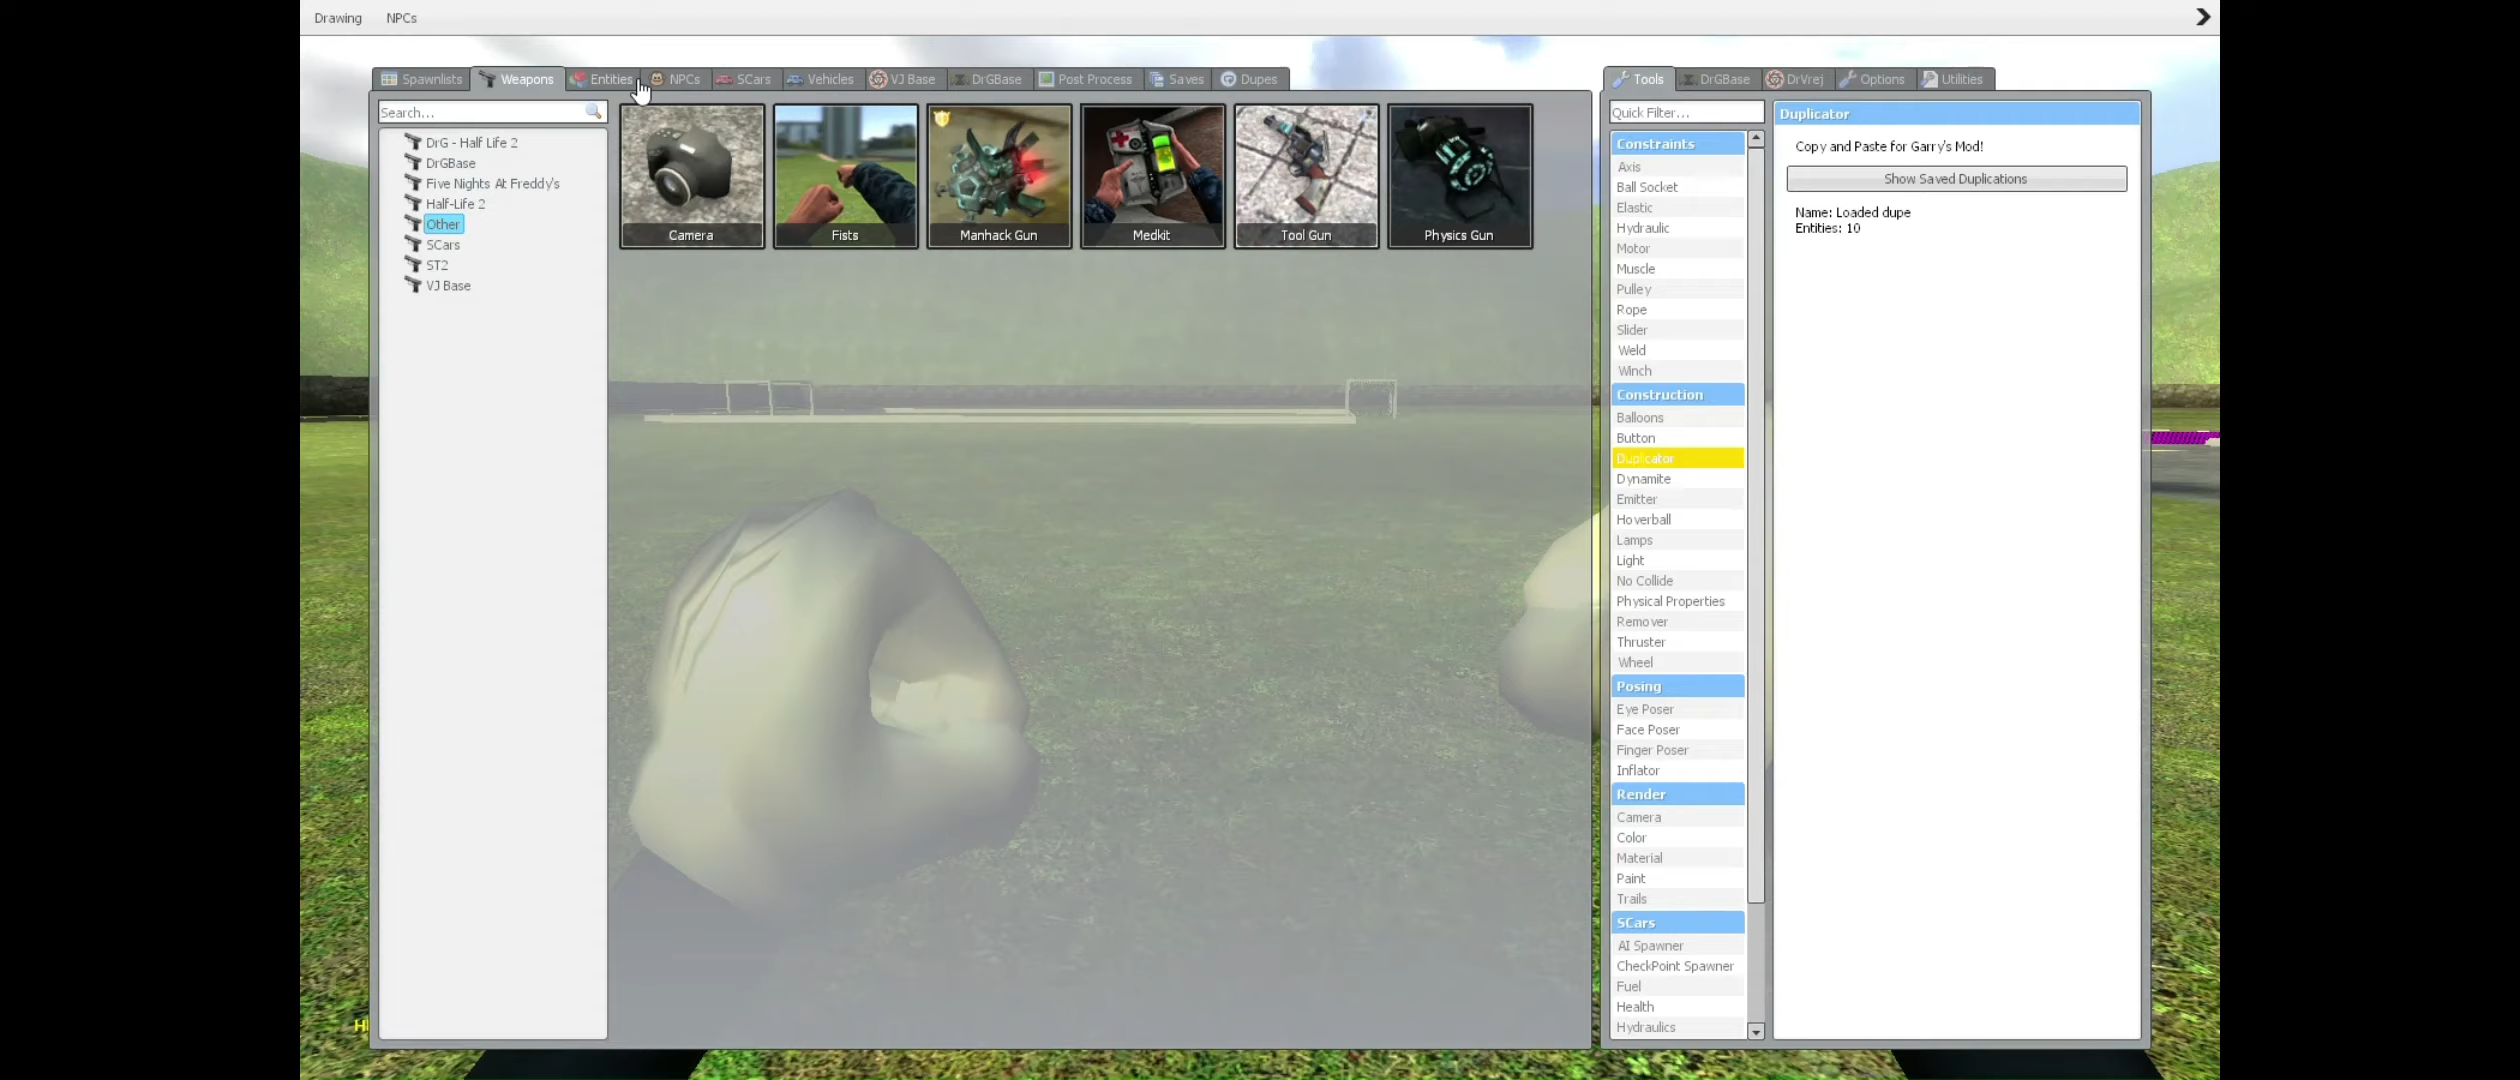 Drawing
NPCs
Spawnlists
Weapons
Entities
NPCs
SCars
Vehicles
VJ Base
DrGBase
Post Process
Saves
Dupes
Search...
DrG - Half Life 2
DrGBase
Five Nights At Freddy's
Half-Life 2
Other
SCars
ST2
VJ Base
Camera
Fists
Manhack Gun
Medkit
Tool Gun
Physics Gun
Tools
DrGBase
DrVrej
Options
Utilities
Quick Filter...
Constraints
Axis
Ball Socket
Elastic
Hydraulic
Motor
Muscle
Pulley
Rope
Slider
Weld
Winch
Construction
Balloons
Button
Duplicator
Dynamite
Emitter
Hoverball
Lamps
Light
No Collide
Physical Properties
Remover
Thruster
Wheel
Posing
Eye Poser
Face Poser
Finger Poser
Inflator
Render
Camera
Color
Material
Paint
Trails
SCars
AI Spawner
CheckPoint Spawner
Fuel
Health
Hydraulics
Duplicator
Copy and Paste for Garry's Mod!
Show Saved Duplications
Name: Loaded dupe
Entities: 10